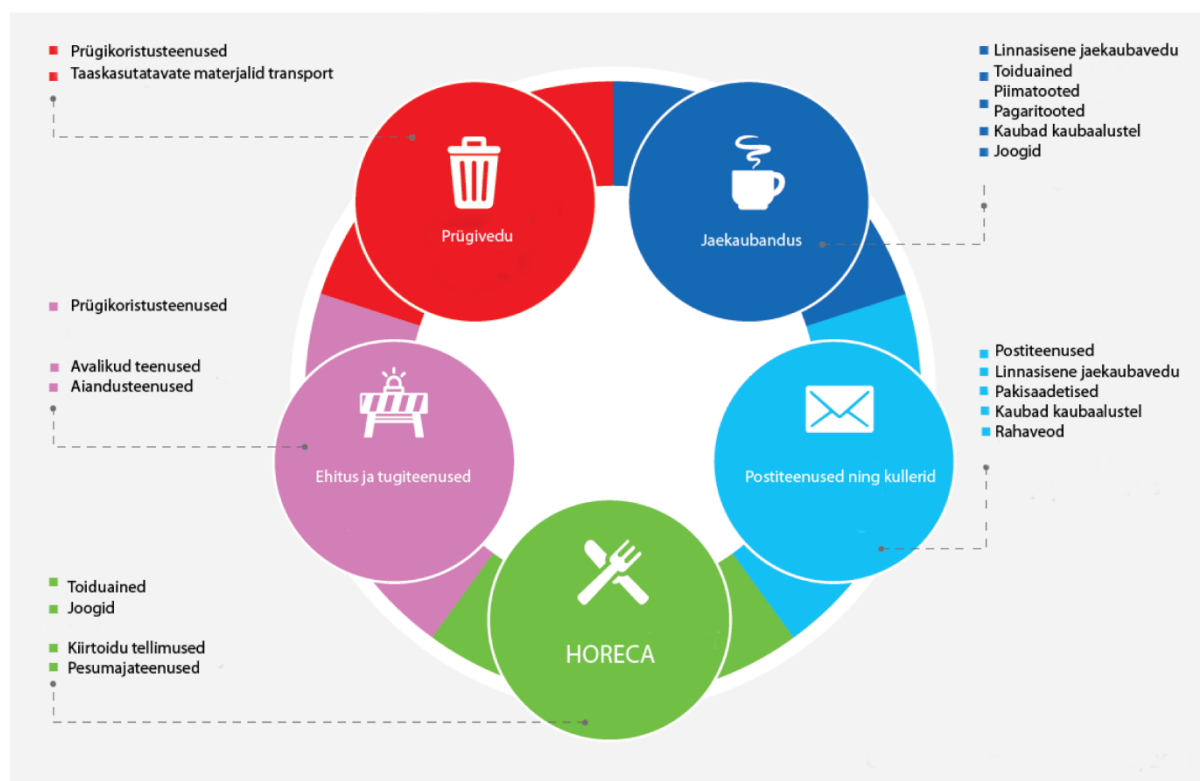 Prügikoristusteenused
Taaskasutatavate materjalid transport
Linnasisene jaekaubavedu
Toiduained
Piimatooted
Pagaritooted
Kaubad kaubaalustel
Joogid
Prügivedu
Jaekaubandus
Prügikoristusteenused
Avalikud teenused
Aiandusteenused
Postiteenused
Linnasisene jaekaubavedu
Pakisaadetised
Kaubad kaubaalustel
Rahaveod
Ehitus ja tugiteenused
Postiteenused ning kullerid
Toiduained
Joogid
Kiirtoidu tellimused
Pesumajateenused
HORECA